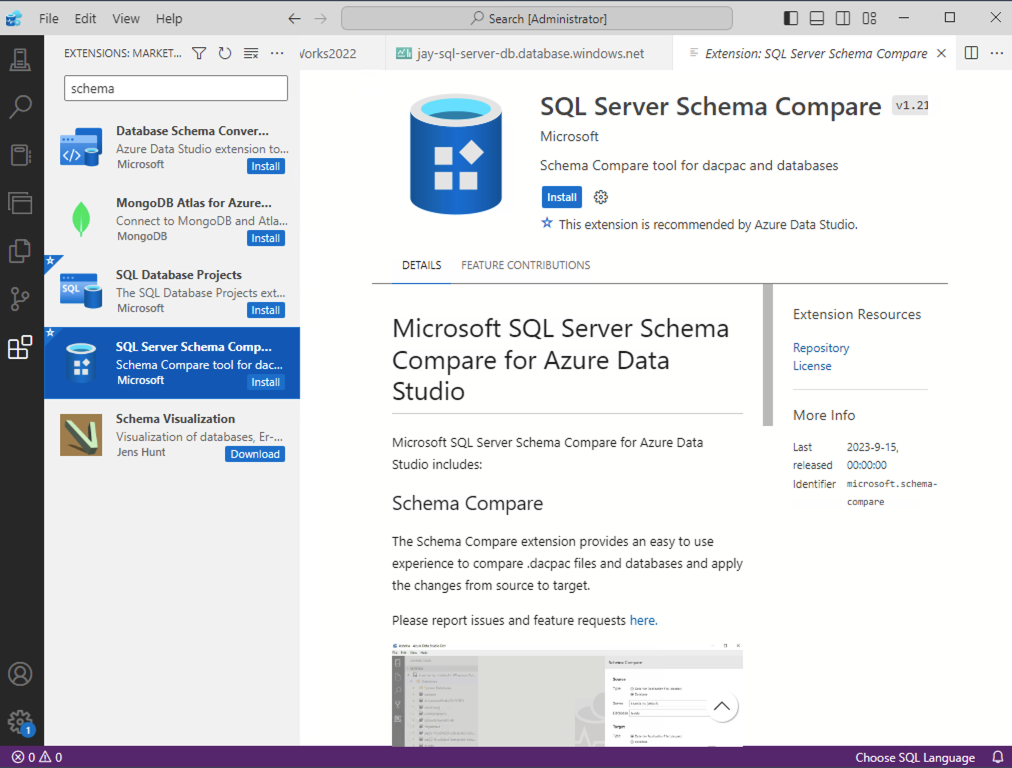 File Edit View Help
Search [Administrator]
EXTENSIONS: MARKET...
Works2022
jay-sql-server-db.database.windows.net
Extension: SQL Server Schema Compare
schema
Database Schema Conver...
Azure Data Studio extension to...
Microsoft
Install
MongoDB Atlas for Azure...
Connect to MongoDB and Atla...
MongoDB
Install
SQL Database Projects
The SQL Database Projects ext...
Microsoft
Install
SQL
SQL Server Schema Comp...
Schema Compare tool for dac...
Microsoft
Install
Schema Visualization
Visualization of databases, Er-...
Jens Hunt
Download
SQL Server Schema Compare v1.21
Microsoft
Schema Compare tool for dacpac and databases
Install
This extension is recommended by Azure Data Studio.
DETAILS FEATURE CONTRIBUTIONS
Microsoft SQL Server Schema
Compare for Azure Data
Studio
Microsoft SQL Server Schema Compare for Azure Data
Studio includes:
Schema Compare
The Schema Compare extension provides an easy to use
experience to compare .dacpac files and databases and apply
the changes from source to target.
Please report issues and feature requests here.
Schema Compare
Source
Target
Extension Resources
Repository
License
More Info
Last 2023-9-15,
released 00:00:00
Identifier microsoft.schema-
compare
1
0 0
Choose SQL Language